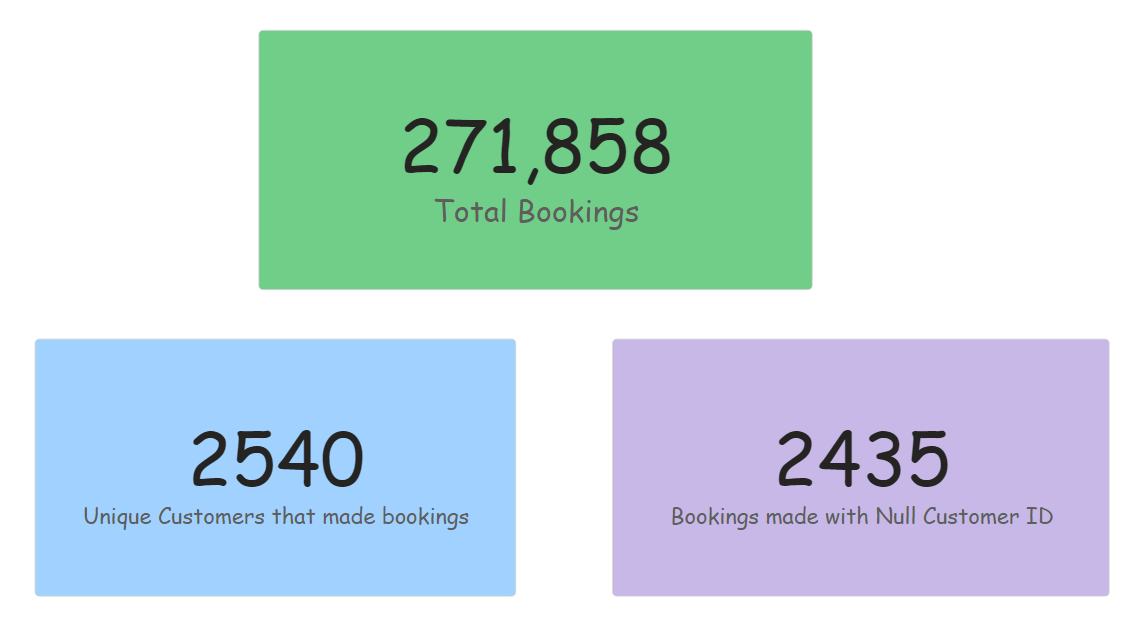 271,858
Total Bookings
2540
Unique Customers that made bookings
2435
Bookings made with Null Customer ID